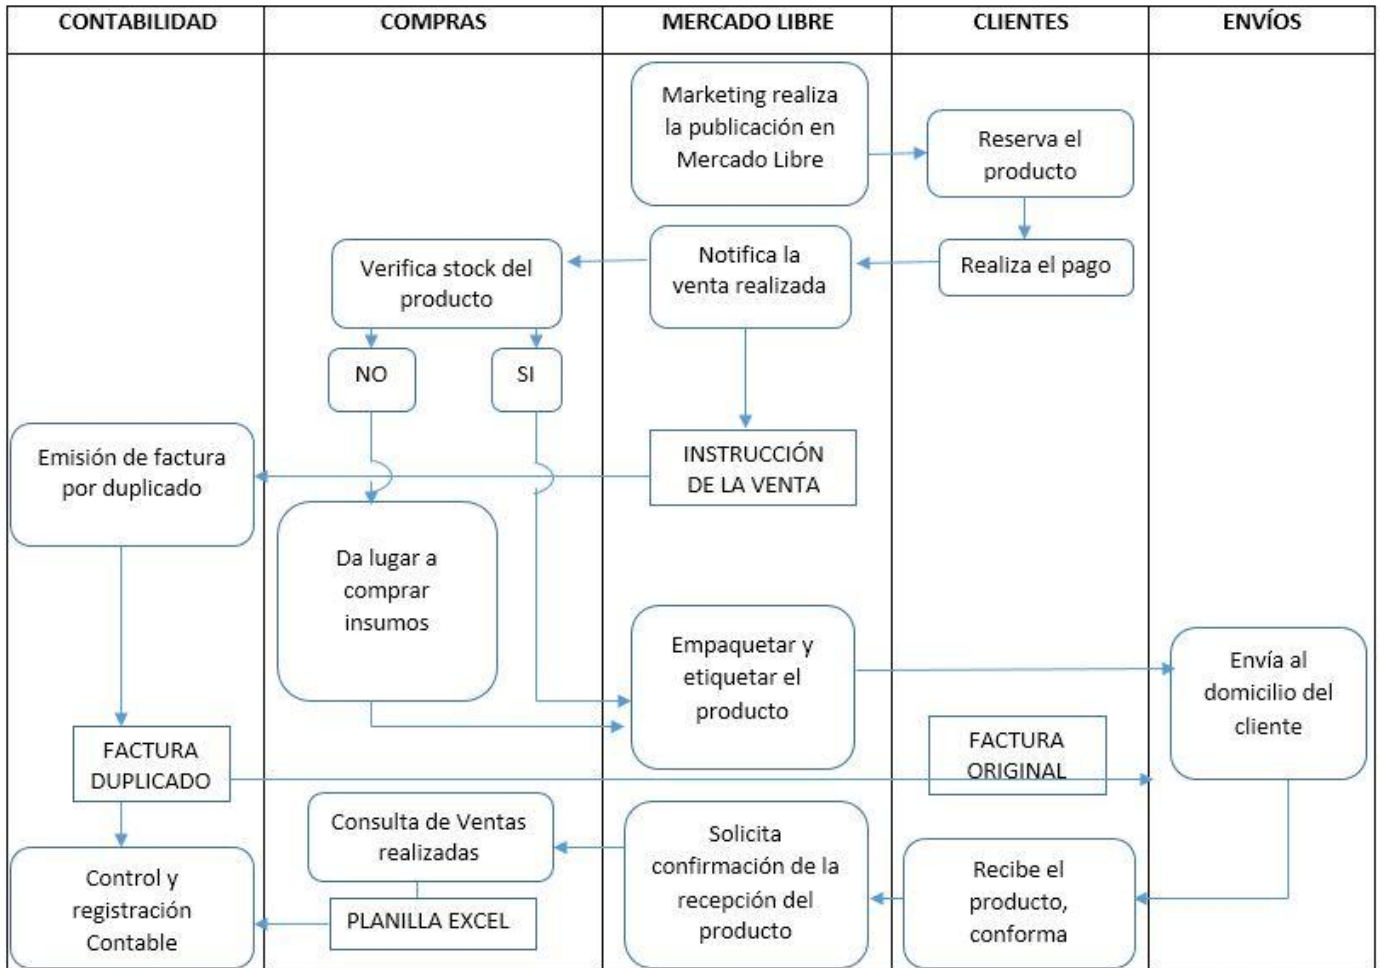 CONTABILIDAD
COMPRAS
MERCADO LIBRE
CLIENTES
ENVÍOS
Marketing realiza
la publicación en
Mercado Libre
Reserva el
producto
Realiza el pago
Notifica la
venta realizada
Verifica stock del
producto
NO
SI
INSTRUCCIÓN
DE LA VENTA
Emisión de factura
por duplicado
Da lugar a
comprar
insumos
Empaquetar y
etiquetar el
producto
Envía al
domicilio del
cliente
FACTURA
DUPLICADO
FACTURA
ORIGINAL
Consulta de Ventas
realizadas
PLANILLA EXCEL
Solicita
confirmación de la
recepción del
producto
Recibe el
producto,
conforma
Control y
registración
Contable